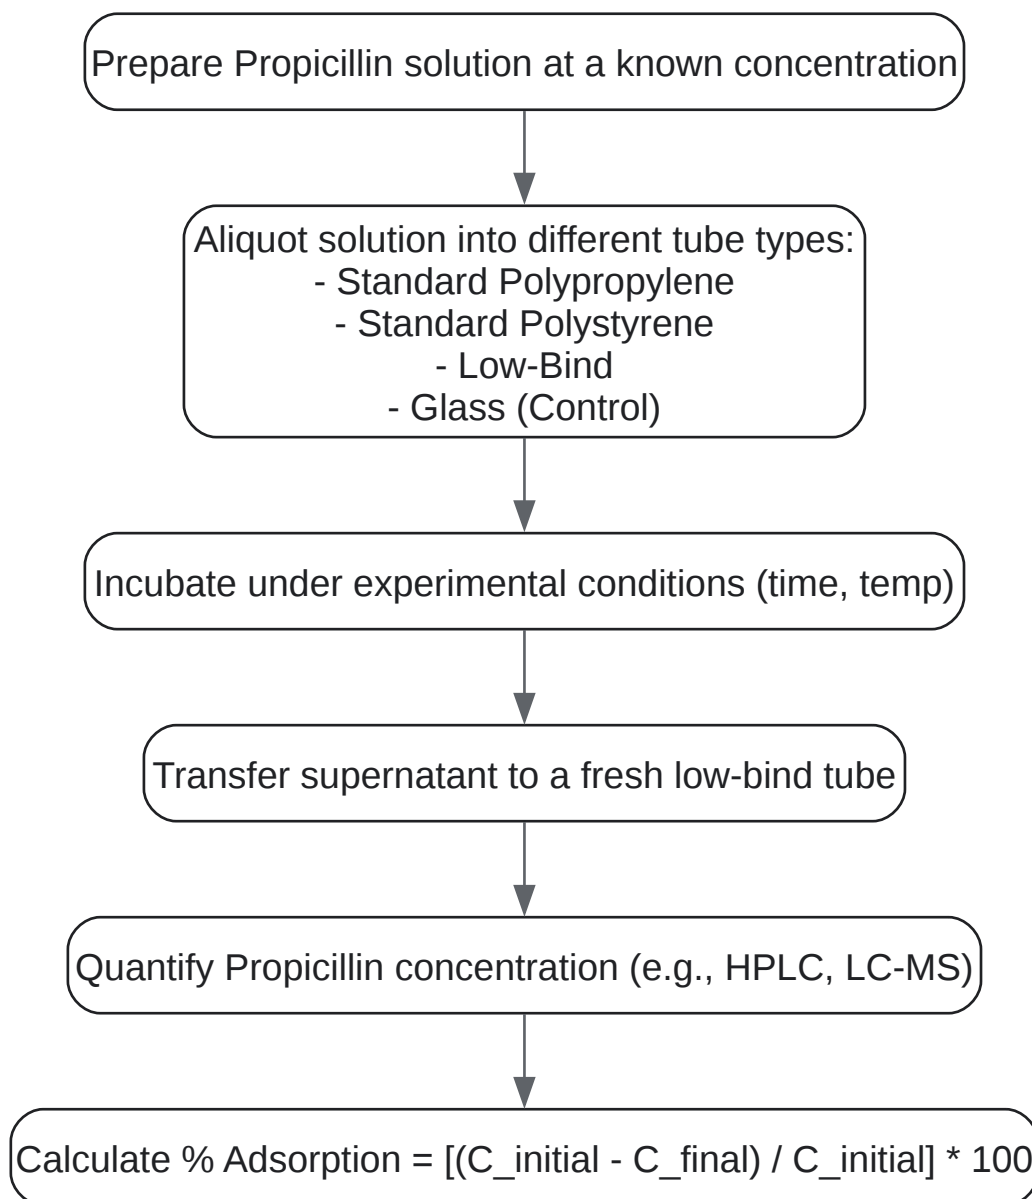 Prepare Propicillin solution at a known concentration
Aliquot solution into different tube types:
- Standard Polypropylene
- Standard Polystyrene
- Low-Bind
- Glass (Control)
Incubate under experimental conditions (time, temp)
Transfer supernatant to a fresh low-bind tube
Quantify Propicillin concentration (e.g., HPLC, LC-MS)
Calculate % Adsorption = [(C_initial - C_final) / C_initial] * 100